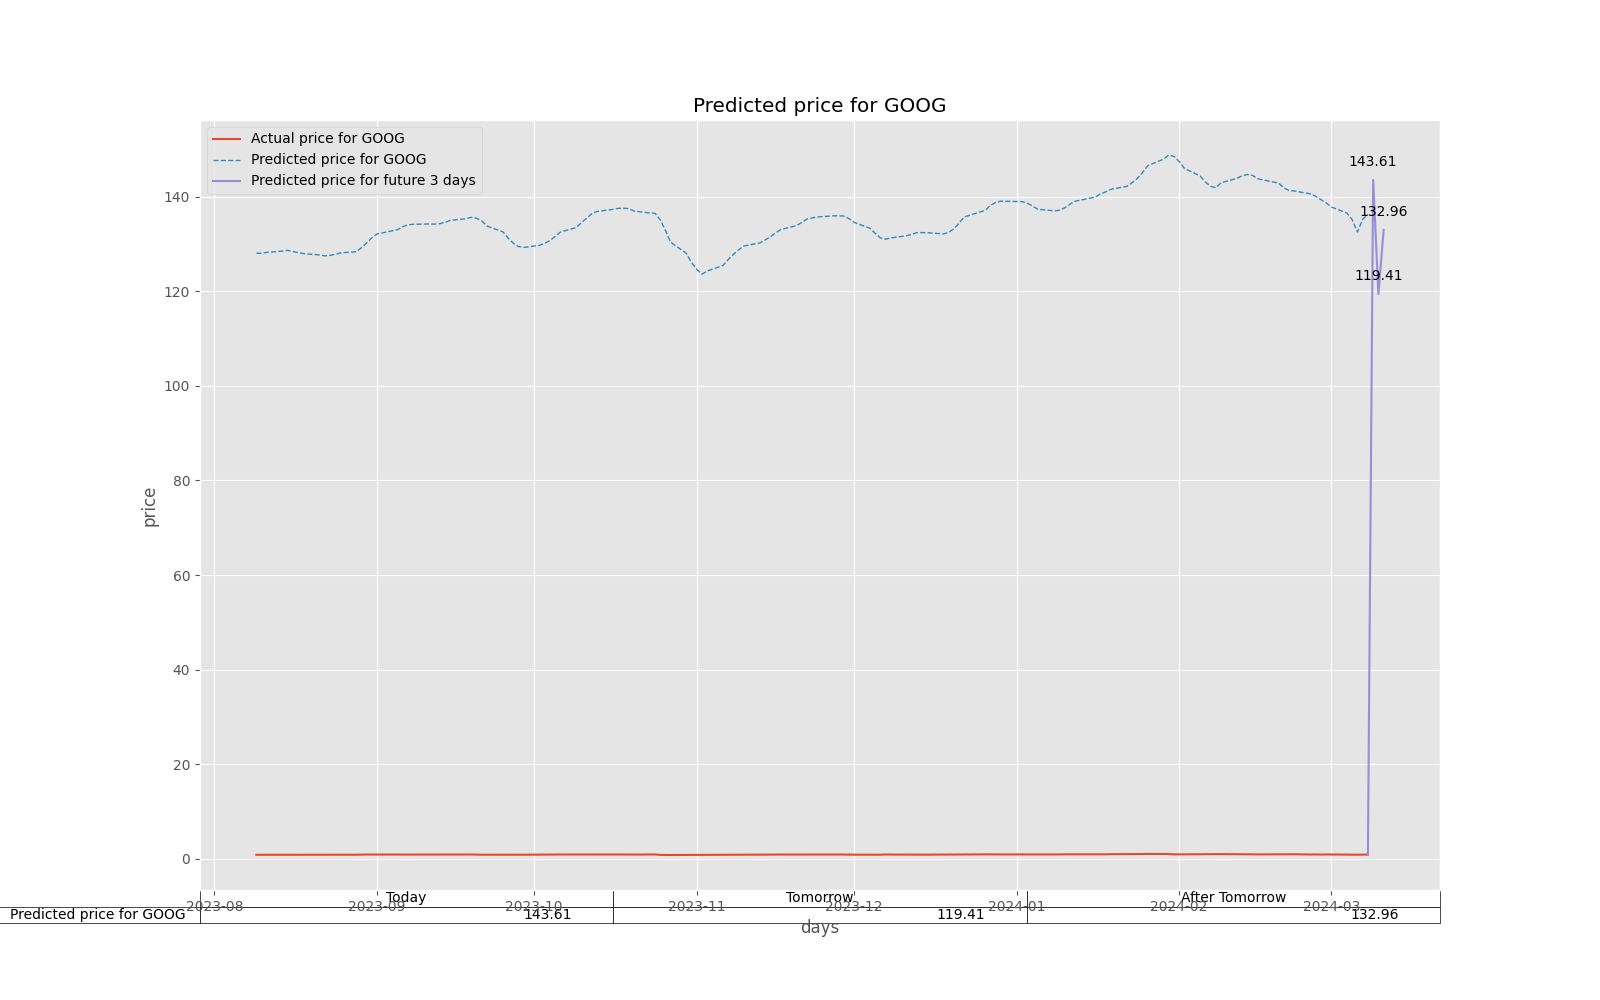 Predicted price for GOOG
Actual price for GOOG
Predicted price for GOOG
Predicted price for future 3 days
143.61
132.96
119.41
140
120
100
80
60
40
20
0
price
Today Tomorrow After Tomorrow
2023-08 2023-09 2023-10 2023-11 2023-12 2024-01 2024-02 2024-03
Predicted price for GOOG 143.61 119.41 132.96
days